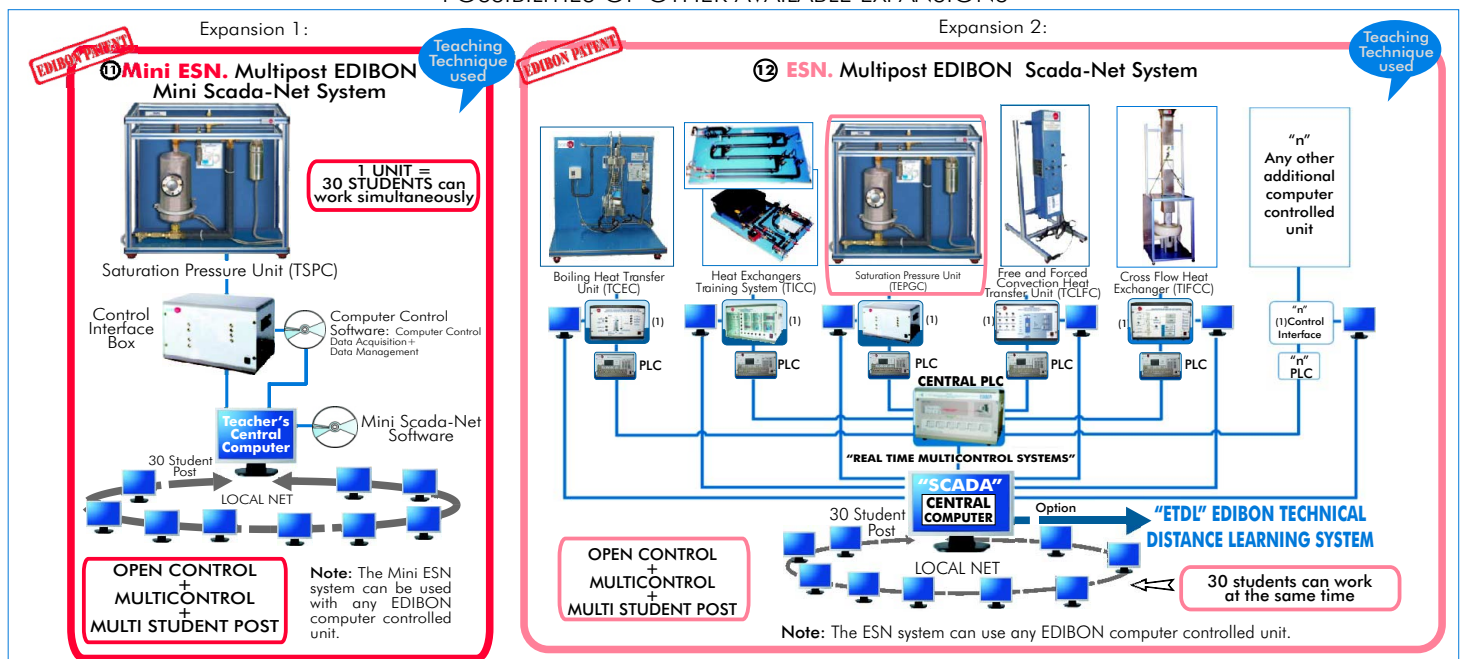 POSSIBILITIES OF OTHER AVAILABLE EXPANSIONS
Expansion 1:
EDIBON PATENT
Teaching
Technique
used
11 Mini ESN. Multipost EDIBON
Mini Scada-Net System
1 UNIT =
30 STUDENTS can
work simultaneously
Saturation Pressure Unit (TSPC)
Control
Interface
Box
Computer Control
Software: Computer Control
Data Acquisition+
Data Management
Teacher's
Central
Computer
Mini Scada-Net
Software
30 Student
Post
LOCAL NET
OPEN CONTROL
+
MULTICONTROL
+
MULTI STUDENT POST
Note: The Mini ESN
system can be used
with any EDIBON
computer controlled
unit.
Expansion 2:
EDIBON PATENT
Teaching
Technique
used
12 ESN. Multipost EDIBON Scada-Net System
Boiling Heat Transfer
Unit (TCEC)
Heat Exchangers
Training System (TICC)
Saturation Pressure Unit
(TEPGC)
Free and Forced
Convection Heat
Transfer Unit (TCLFC)
Cross Flow Heat
Exchanger (TIFCC)
"n"
Any other
additional
computer
controlled
unit
(1)
(1)
(1)
(1)
(1)
"n"
(1)Control
Interface
PLC
PLC
PLC
PLC
PLC
"n"
PLC
CENTRAL PLC
"REAL TIME MULTICONTROL SYSTEMS"
"SCADA"
CENTRAL
COMPUTER
Option
"ETDL" EDIBON TECHNICAL
DISTANCE LEARNING SYSTEM
30 Student
Post
LOCAL NET
OPEN CONTROL
+
MULTICONTROL
+
MULTI STUDENT POST
30 students can work
at the same time
Note: The ESN system can use any EDIBON computer controlled unit.